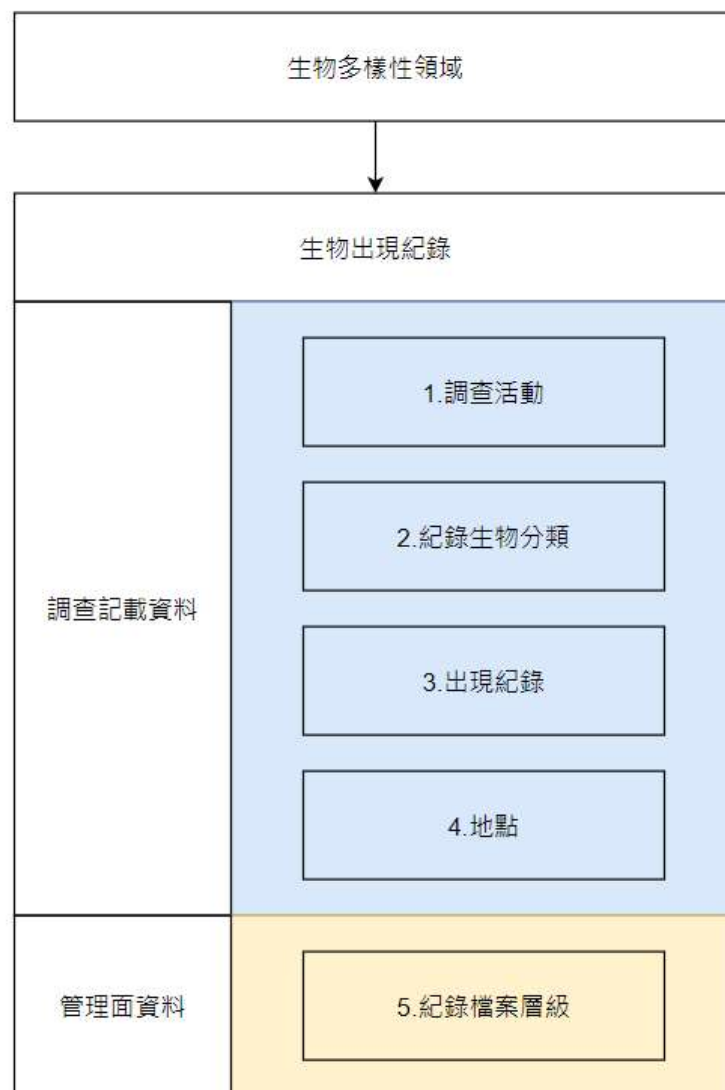 生物多樣性領域
生物出現紀錄
調查記載資料
1.調查活動
2.紀錄生物分類
3.出現紀錄
4.地點
管理面資料
5.紀錄檔案層級